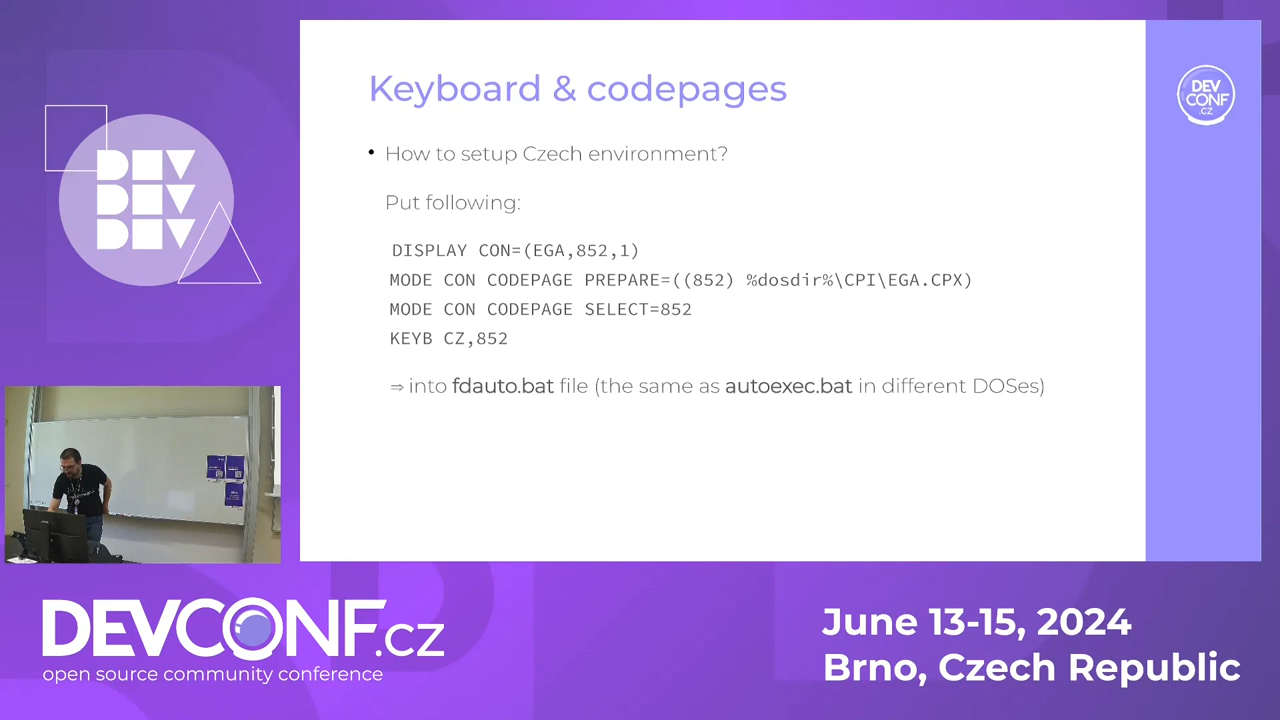 Keyboard & codepages
• How to setup Czech environment?
Put following:
DISPLAY CON=(EGA,852,1)
MODE CON CODEPAGE PREPARE=((852) %dosdir%\CPI\EGA.CPX)
MODE CON CODEPAGE SELECT=852
KEYB CZ,852
⇒ into fdauto.bat file (the same as autoexec.bat in different DOSes)
DEV
CONF
.CZ
DEV
DEV
DEV
DEVCONF.cz
open source community conference
June 13-15, 2024
Brno, Czech Republic